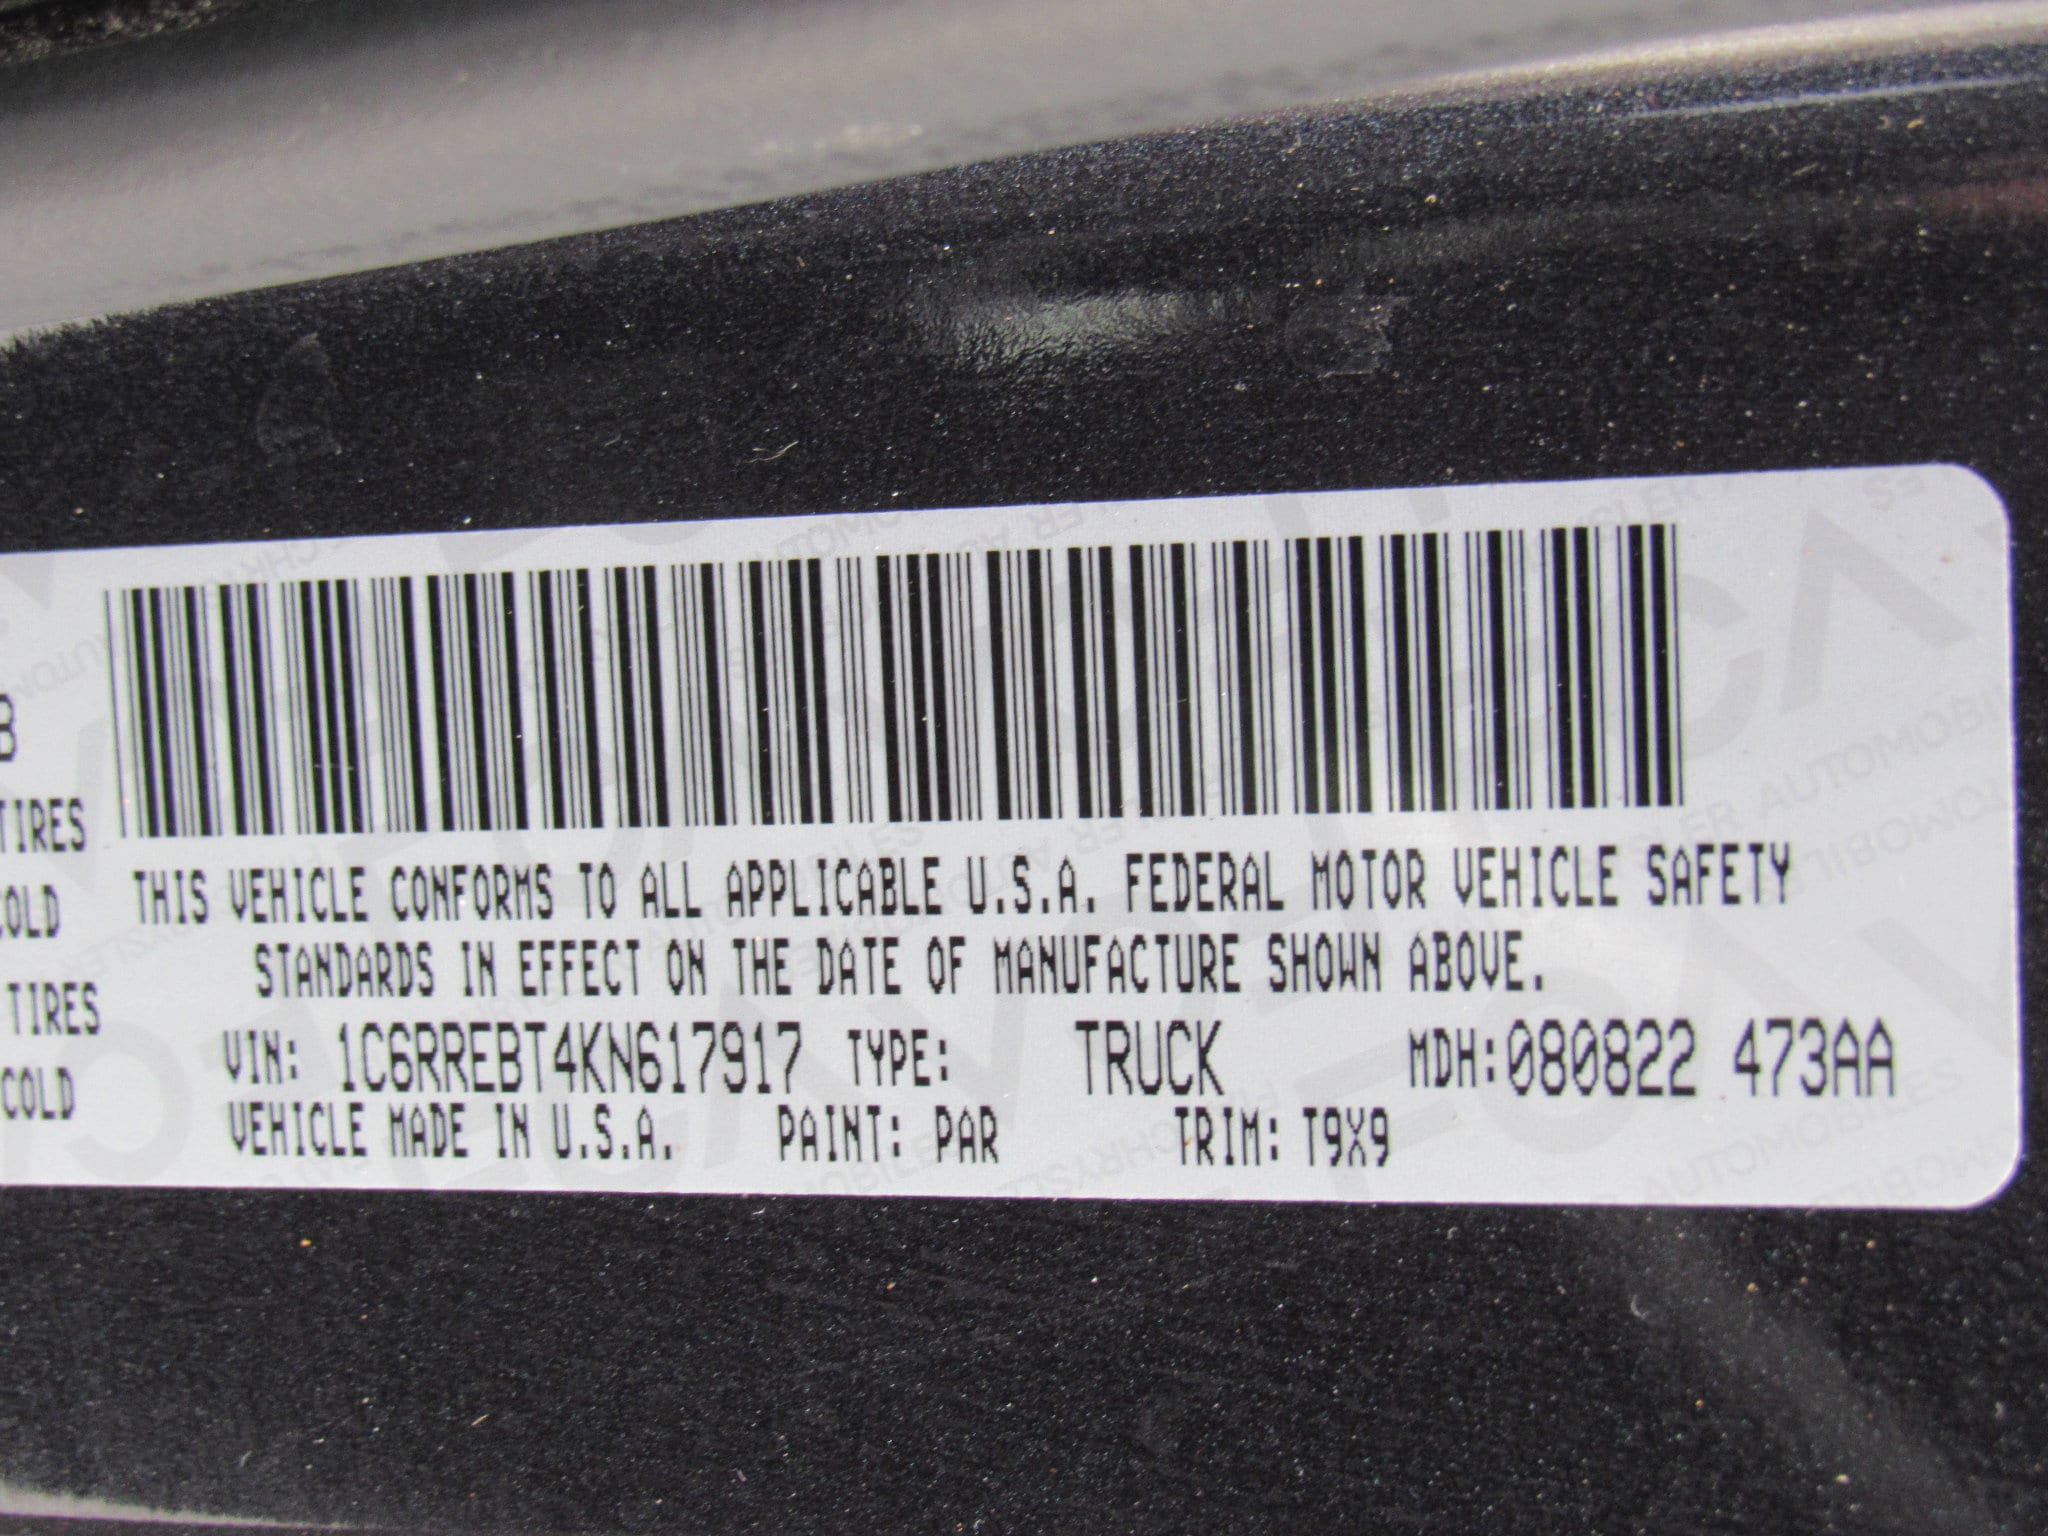 B
TIRES
COLD
TIRES
COLD
THIS VEHICLE CONFORMS TO ALL APPLICABLE U.S.A. FEDERAL MOTOR VEHICLE SAFETY
STANDARDS IN EFFECT ON THE DATE OF MANUFACTURE SHOWN ABOVE.
VIN: 1C6RREBT4KN617917 TYPE: TRUCK MDH:080822 473AA
VEHICLE MADE IN U.S.A. PAINT: PAR TRIM: T9X9